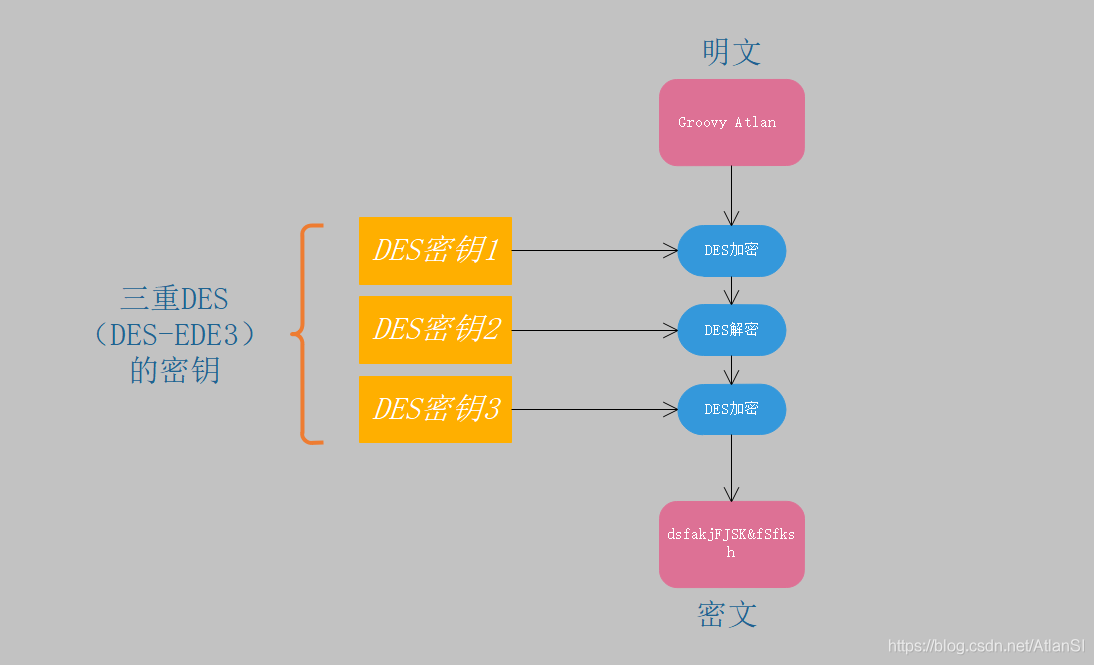 明文
Groovy Atlan
DES密钥1
DES加密
三重DES
（DES-EDE3）
的密钥
DES密钥2
DES解密
DES密钥3
DES加密
dsfakjFJSK&fSfks
h
密文
https://blog.csdn.net/AtlanSI